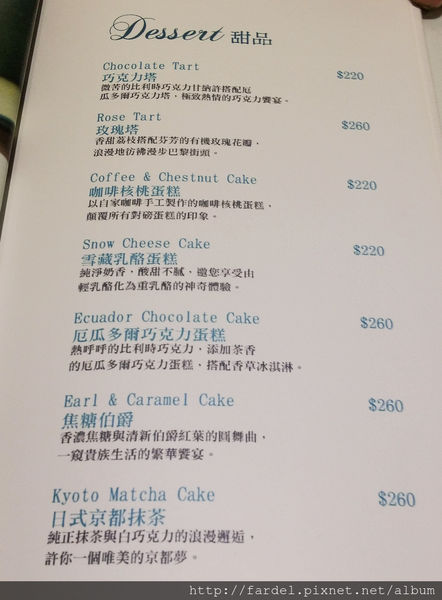 Dessert 甜品
Chocolate Tart
巧克力塔 $220
微苦的比利時巧克力甘納許搭配厄
瓜多爾巧克力塔，極致熱情的巧克力饗宴。
Rose Tart
玫瑰塔 $260
香甜荔枝搭配芬芳的有機玫瑰花瓣，
浪漫地彷彿漫步巴黎街頭。
Coffee & Chestnut Cake
咖啡核桃蛋糕 $220
以自家咖啡手工製作的咖啡核桃蛋糕，
顛覆所有對磅蛋糕的印象。
Snow Cheese Cake
雪藏乳酪蛋糕 $220
純淨奶香，酸甜不膩，邀您享受由
輕乳酪化為重乳酪的神奇體驗。
Ecuador Chocolate Cake
厄瓜多爾巧克力蛋糕 $260
熱呼呼的比利時巧克力，添加茶香
的厄瓜多爾巧克力蛋糕、搭配香草冰淇淋。
Earl & Caramel Cake
焦糖伯爵 $260
香濃焦糖與清新伯爵紅葉的圓舞曲，
一窺貴族生活的繁華饗宴。
Kyoto Matcha Cake
日式京都抹茶 $260
純正抹茶與白巧克力的浪漫邂逅，
許你一個唯美的京都夢。
http://fardel.pixnet.net/album